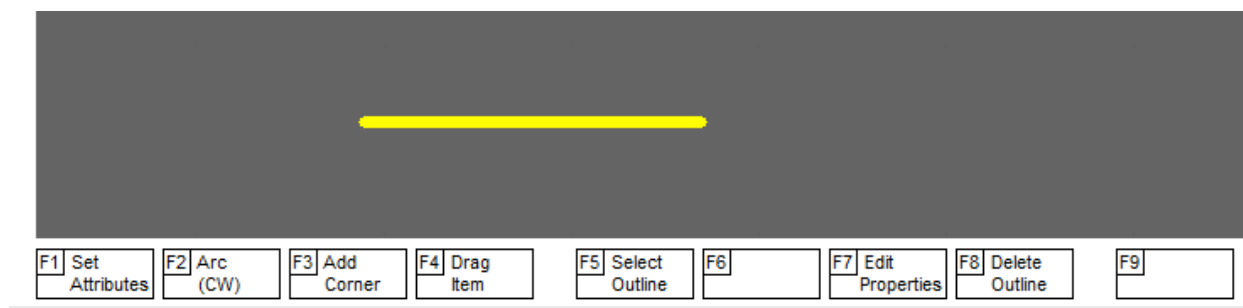 F1 Set Attributes
F2 Arc (CW)
F3 Add Corner
F4 Drag Item
F5 Select Outline
F6
F7 Edit Properties
F8 Delete Outline
F9